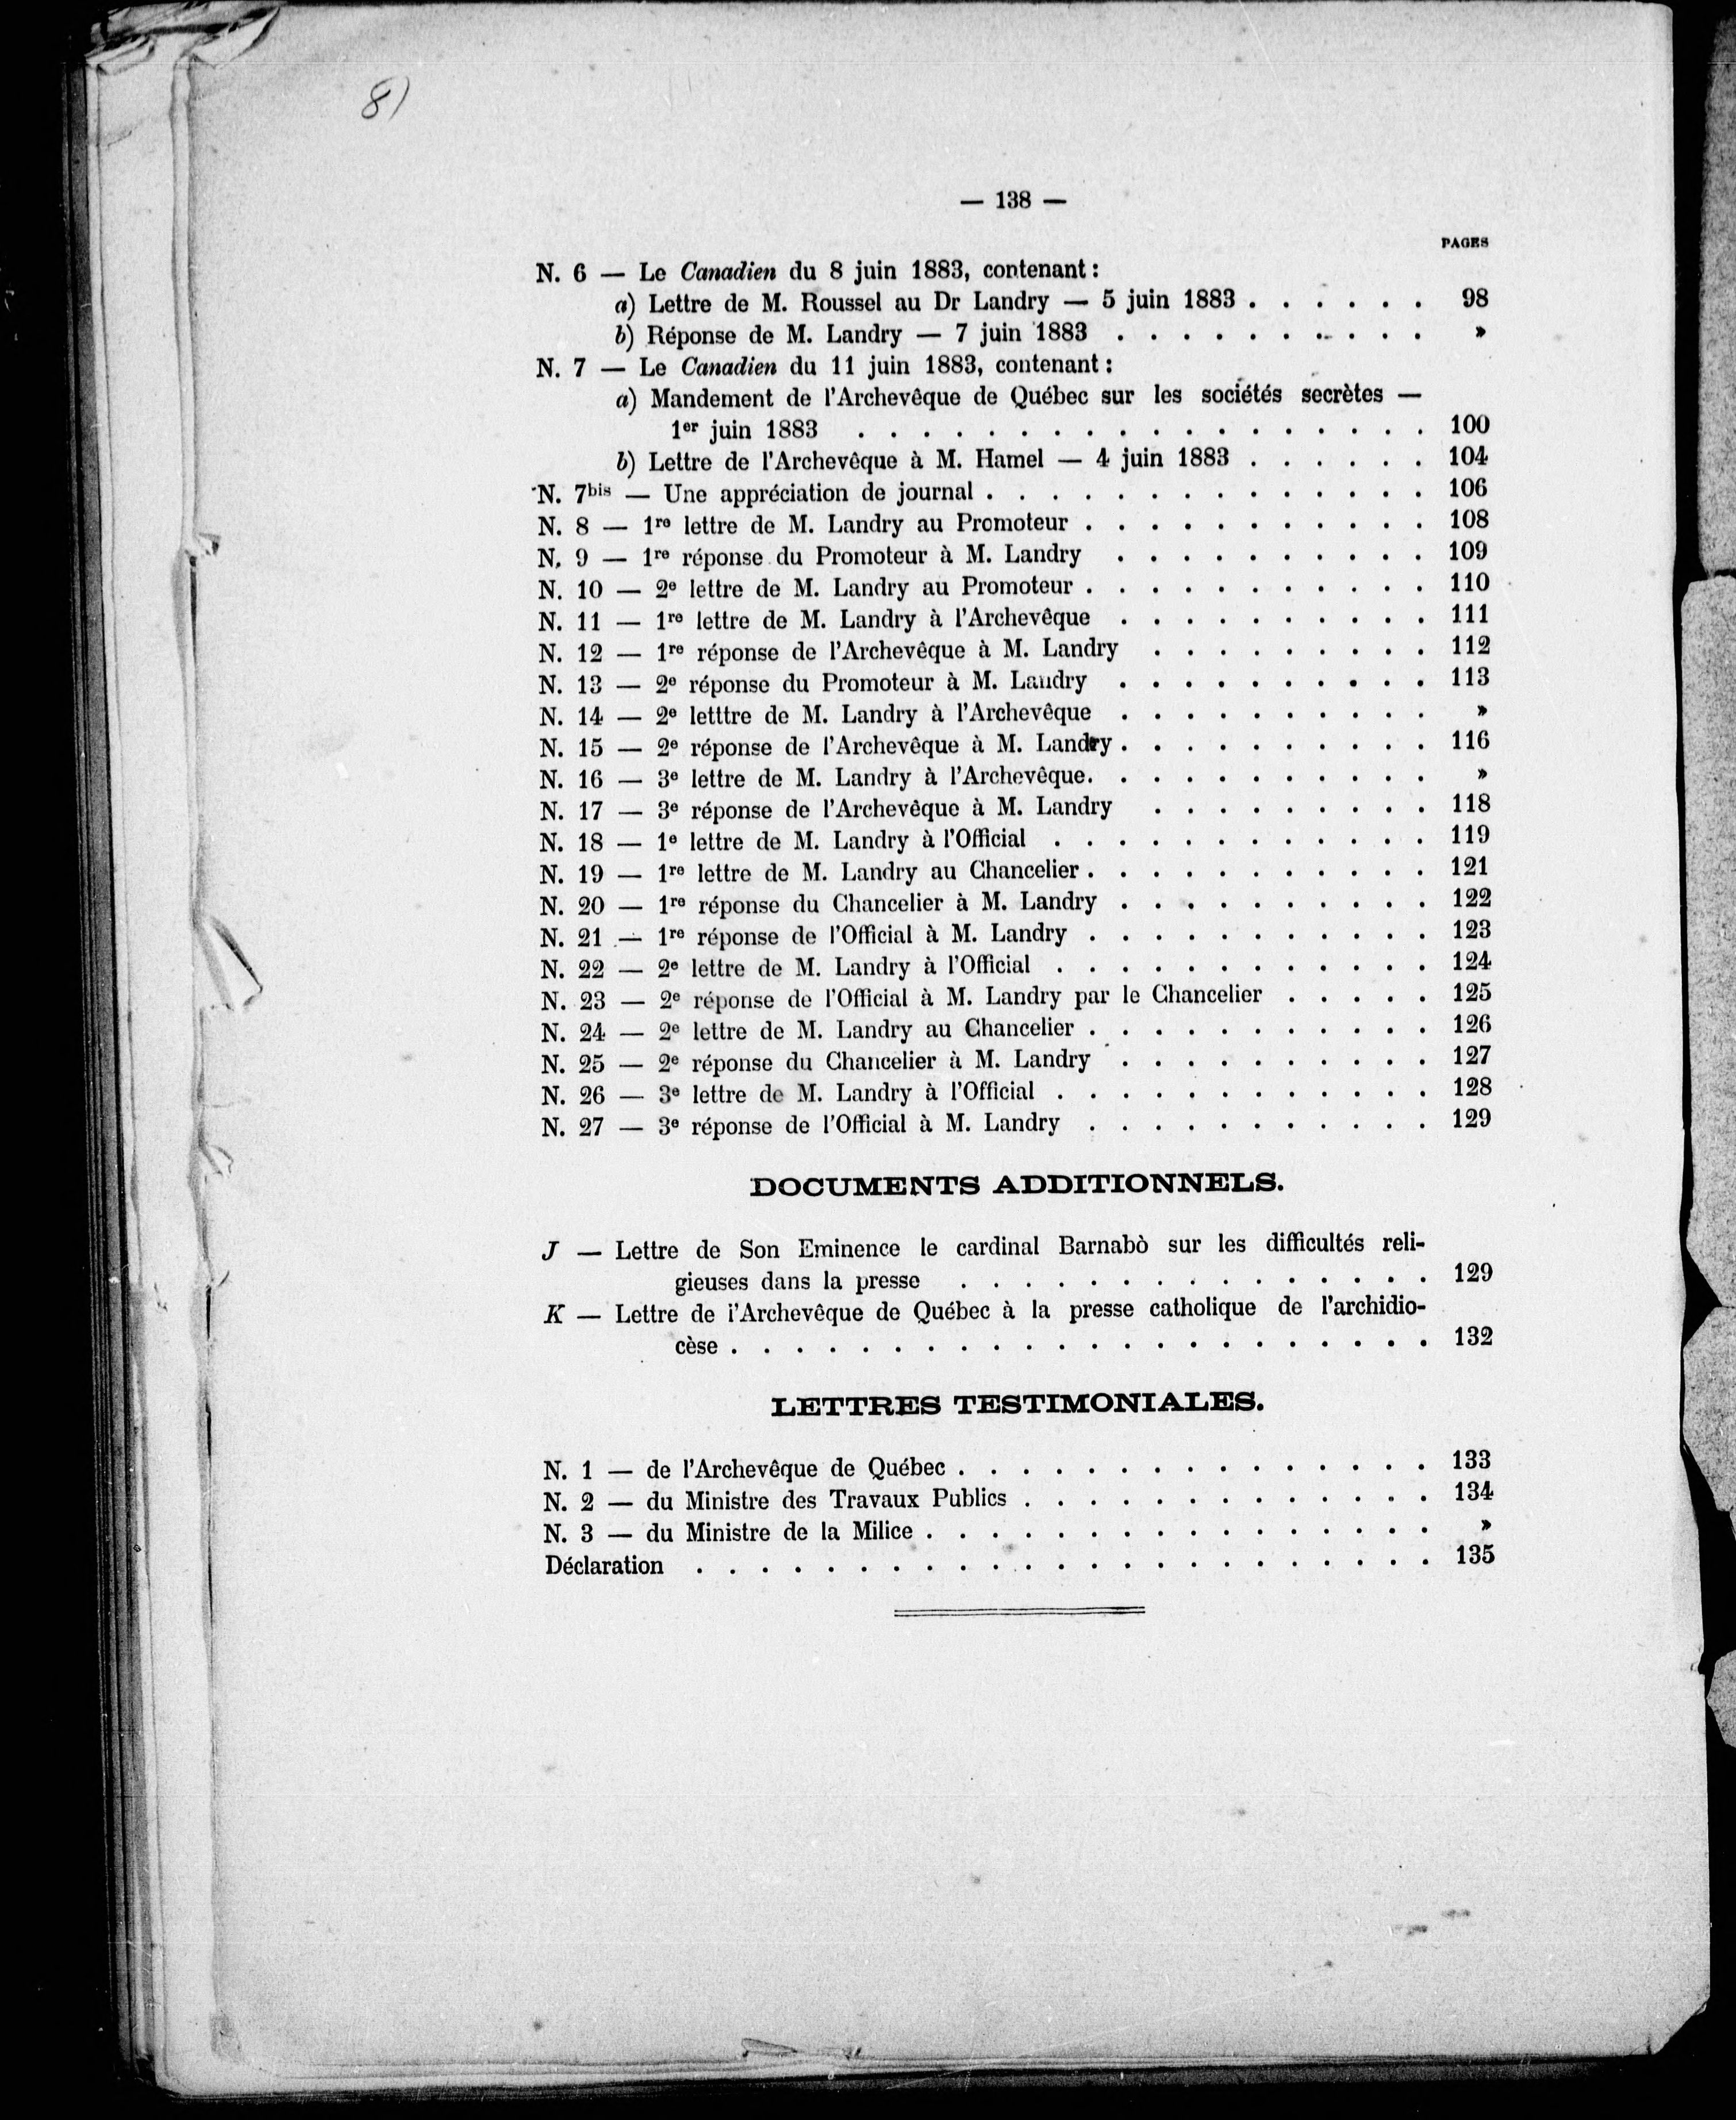 8)
— 138 —
PAGES
N. 6 — Le Canadien du 8 juin 1883, contenant :
a) Lettre de M. Roussel au Dr Landry — 5 juin 1883 . . . . . . 98
b) Réponse de M. Landry — 7 juin 1883 . . . . . . . . . . »
N. 7 — Le Canadien du 11 juin 1883, contenant :
a) Mandement de l'Archevêque de Québec sur les sociétés secrètes —
1er juin 1883 . . . . . . . . . . . . . . . . . . 100
b) Lettre de l'Archevêque à M. Hamel — 4 juin 1883 . . . . . . 104
N. 7bis — Une appréciation de journal . . . . . . . . . . . . . . 106
N. 8 — 1re lettre de M. Landry au Promoteur . . . . . . . . . . . 108
N. 9 — 1re réponse du Promoteur à M. Landry . . . . . . . . . . 109
N. 10 — 2e lettre de M. Landry au Promoteur . . . . . . . . . . . 110
N. 11 — 1re lettre de M. Landry à l'Archevêque . . . . . . . . . . 111
N. 12 — 1re réponse de l'Archevêque à M. Landry . . . . . . . . . 112
N. 13 — 2e réponse du Promoteur à M. Landry . . . . . . . . . . 113
N. 14 — 2e letttre de M. Landry à l'Archevêque . . . . . . . . . . »
N. 15 — 2e réponse de l'Archevêque à M. Landry . . . . . . . . . . 116
N. 16 — 3e lettre de M. Landry à l'Archevêque. . . . . . . . . . . »
N. 17 — 3e réponse de l'Archevêque à M. Landry . . . . . . . . . 118
N. 18 — 1e lettre de M. Landry à l'Official . . . . . . . . . . . . 119
N. 19 — 1re lettre de M. Landry au Chancelier . . . . . . . . . . . 121
N. 20 — 1re réponse du Chancelier à M. Landry . . . . . . . . . . 122
N. 21 — 1re réponse de l'Official à M. Landry . . . . . . . . . . . 123
N. 22 — 2e lettre de M. Landry à l'Official . . . . . . . . . . . . 124
N. 23 — 2e réponse de l'Official à M. Landry par le Chancelier . . . . . 125
N. 24 — 2e lettre de M. Landry au Chancelier . . . . . . . . . . . 126
N. 25 — 2e réponse du Chancelier à M. Landry . . . . . . . . . . 127
N. 26 — 3e lettre de M. Landry à l'Official . . . . . . . . . . . . 128
N. 27 — 3e réponse de l'Official à M. Landry . . . . . . . . . . . 129
DOCUMENTS ADDITIONNELS.
J — Lettre de Son Eminence le cardinal Barnabò sur les difficultés reli-
gieuses dans la presse . . . . . . . . . . . . . . . 129
K — Lettre de i'Archevêque de Québec à la presse catholique de l'archidio-
cèse . . . . . . . . . . . . . . . . . . . . . . 132
LETTRES TESTIMONIALES.
N. 1 — de l'Archevêque de Québec . . . . . . . . . . . . . . . 133
N. 2 — du Ministre des Travaux Publics . . . . . . . . . . . . . 134
N. 3 — du Ministre de la Milice . . . . . . . . . . . . . . . . »
Déclaration . . . . . . . . . . . . . . . . . . . . . . . 135